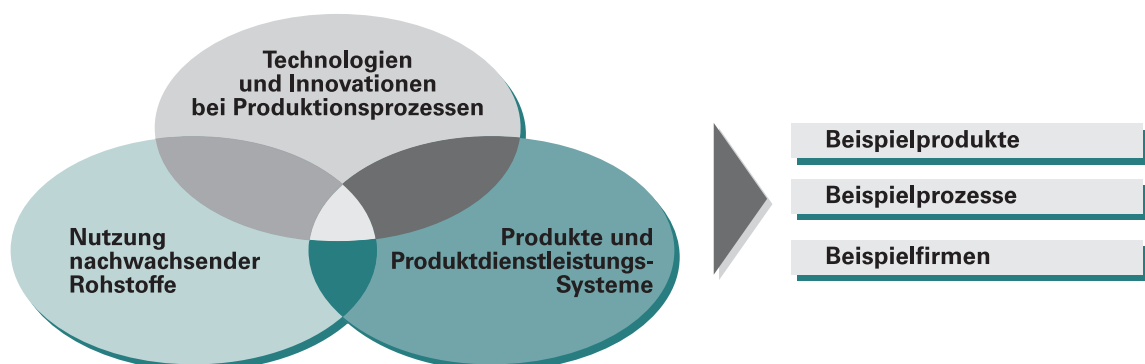 Technologien
und Innovationen
bei Produktionsprozessen
Nutzung
nachwachsender
Rohstoffe
Produkte und
Produktdienstleistungs-
Systeme
Beispielprodukte
Beispielprozesse
Beispielfirmen